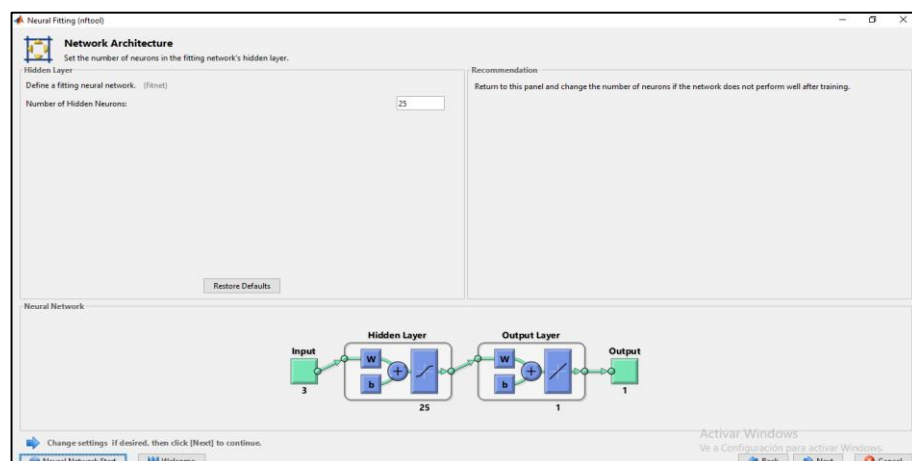 Neural Fitting (nftool)
Network Architecture
Set the number of neurons in the fitting network's hidden layer.
Hidden Layer
Define a fitting neural network. (fitnet)
Number of Hidden Neurons: 25
Restore Defaults
Recommendation
Return to this panel and change the number of neurons if the network does not perform well after training.
Neural Network
Hidden Layer
Output Layer
Input
Output
W
b
W
b
3
25
1
1
Change settings if desired, then click [Next] to continue.
Activar Windows
Ve a Configuración para activar Windows.
Neural Network Start
Welcome
Back
Next
Cancel